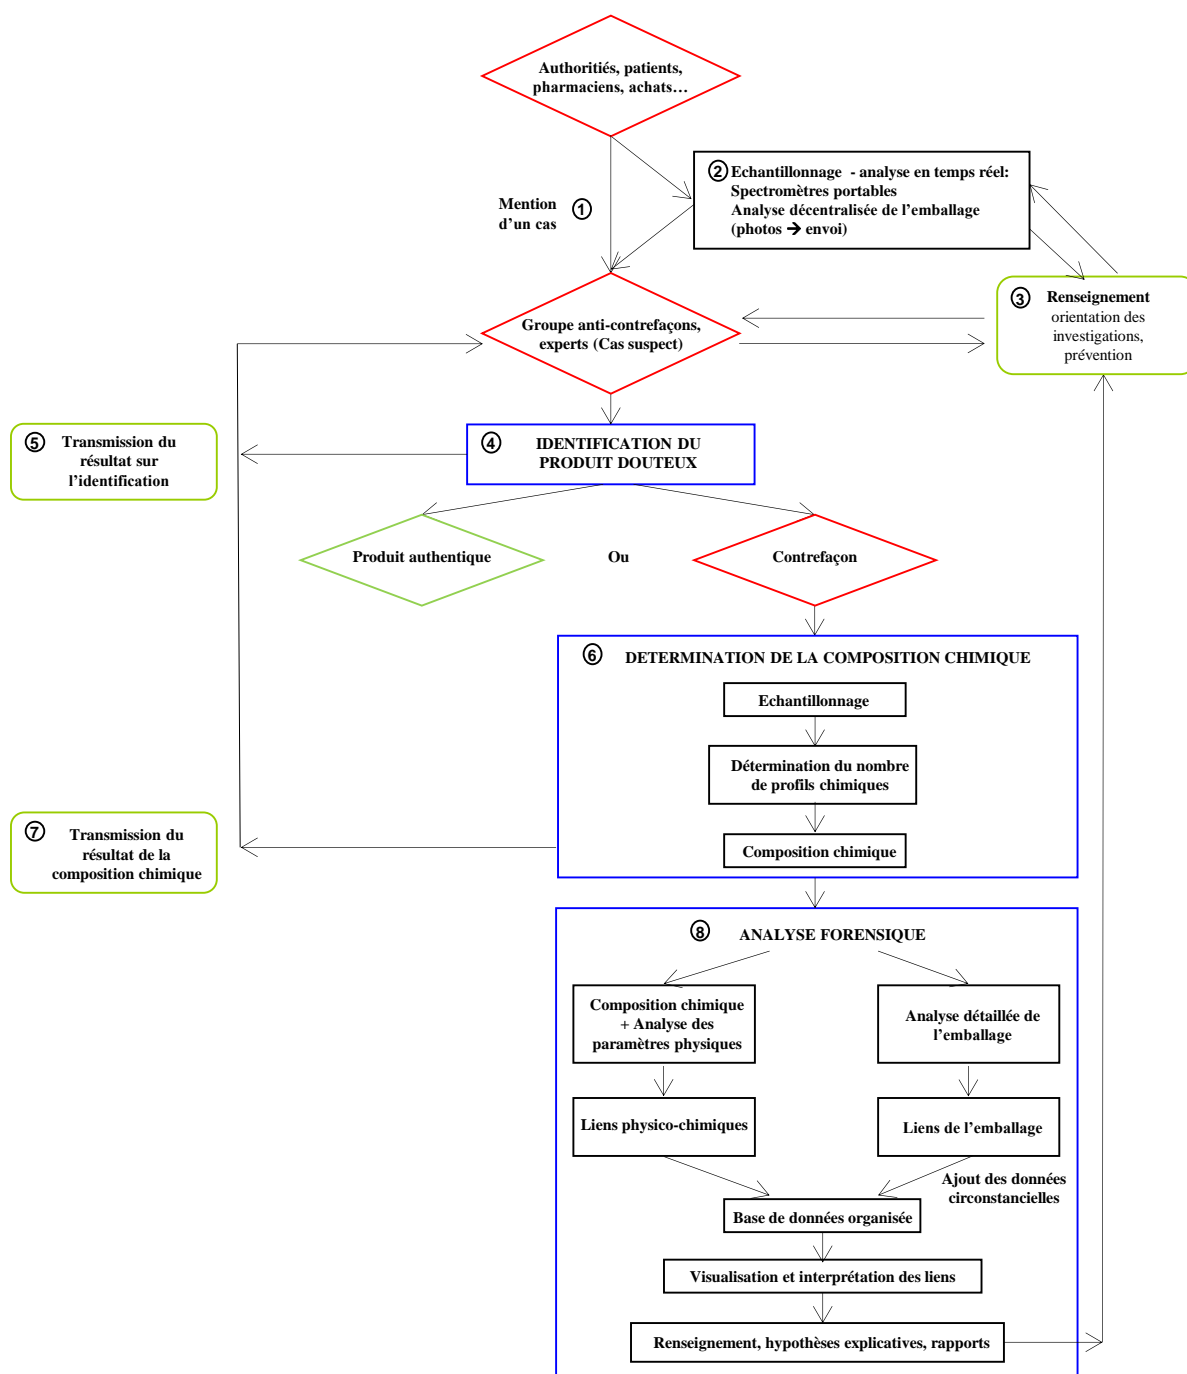 Authoritiés, patients,
pharmaciens, achats…
② Echantillonnage - analyse en temps réel:
Spectromètres portables
Analyse décentralisée de l’emballage
(photos → envoi)
Mention ①
d’un cas
③ Renseignement
orientation des
investigations,
prévention
Groupe anti-contrefaçons,
experts (Cas suspect)
④ IDENTIFICATION DU
PRODUIT DOUTEUX
⑤ Transmission du
résultat sur
l’identification
Produit authentique
Ou
Contrefaçon
⑥ DETERMINATION DE LA COMPOSITION CHIMIQUE
Echantillonnage
Détermination du nombre
de profils chimiques
Composition chimique
⑦ Transmission du
résultat de la
composition chimique
⑧ ANALYSE FORENSIQUE
Composition chimique
+ Analyse des
paramètres physiques
Analyse détaillée de
l’emballage
Liens physico-chimiques
Liens de l’emballage
Ajout des données
circonstancielles
Base de données organisée
Visualisation et interprétation des liens
Renseignement, hypothèses explicatives, rapports